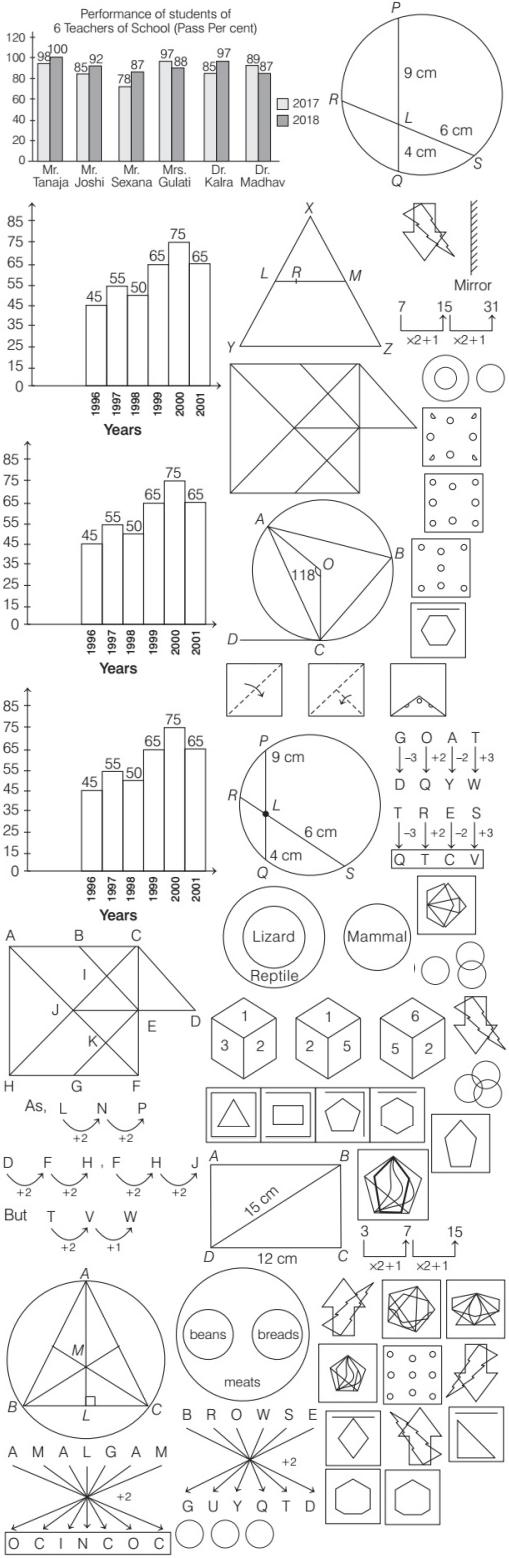 Performance of students of
6 Teachers of School (Pass Per cent)
120
100
80
60
40
20
0
98 100
85 92
78 87
97 88
85 97
89 87
2017
2018
Mr. Tanaja
Mr. Joshi
Mr. Sexana
Mrs. Gulati
Dr. Kalra
Dr. Madhav
P
9 cm
R
L
6 cm
4 cm
S
Q
85
75
65
55
45
35
25
15
0
45 55 50 65 75 65
1996 1997 1998 1999 2000 2001
Years
X
L R M
Y Z
Mirror
7 15 31
×2+1 ×2+1
85
75
65
55
45
35
25
15
0
45 55 50 65 75 65
1996 1997 1998 1999 2000 2001
Years
A
B
O
118
D
C
85
75
65
55
45
35
25
15
0
45 55 50 65 75 65
1996 1997 1998 1999 2000 2001
Years
P
9 cm
R
L
6 cm
4 cm
Q S
G O A T
−3 +2 −2 +3
D Q Y W
T R E S
−3 +2 −2 +3
Q T C V
Lizard
Reptile
Mammal
A B C
I
J
E D
K
H G F
1
3 2
1
2 5
6
5 2
As, L N P
+2 +2
D F H , F H J
+2 +2 +2 +2
But T V W
+2 +1
A B
15 cm
D C
12 cm
3 7 15
×2+1 ×2+1
A
M
B L C
beans breads
meats
A M A L G A M
+2
O C I N C O C
B R O W S E
+2
G U Y Q T D